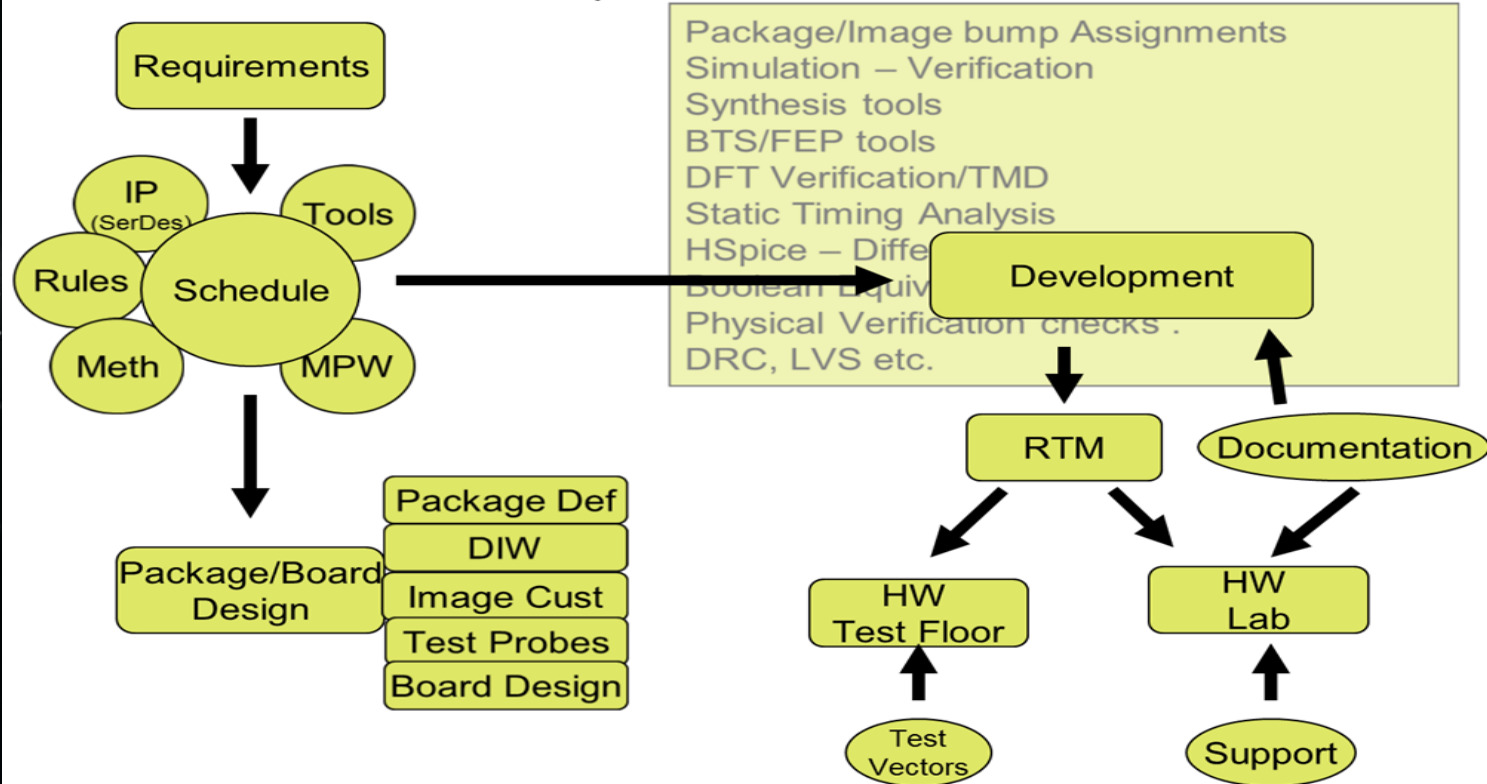 Requirements
IP
(SerDes)
Tools
Rules
Schedule
Meth
MPW
Package/Image bump Assignments
Simulation – Verification
Synthesis tools
BTS/FEP tools
DFT Verification/TMD
Static Timing Analysis
HSpice –
Boolean
Physical Verification checks .
DRC, LVS etc.
Development
RTM
Documentation
Package Def
DIW
Image Cust
Test Probes
Board Design
Package/Board
Design
HW
Test Floor
HW
Lab
Test
Vectors
Support